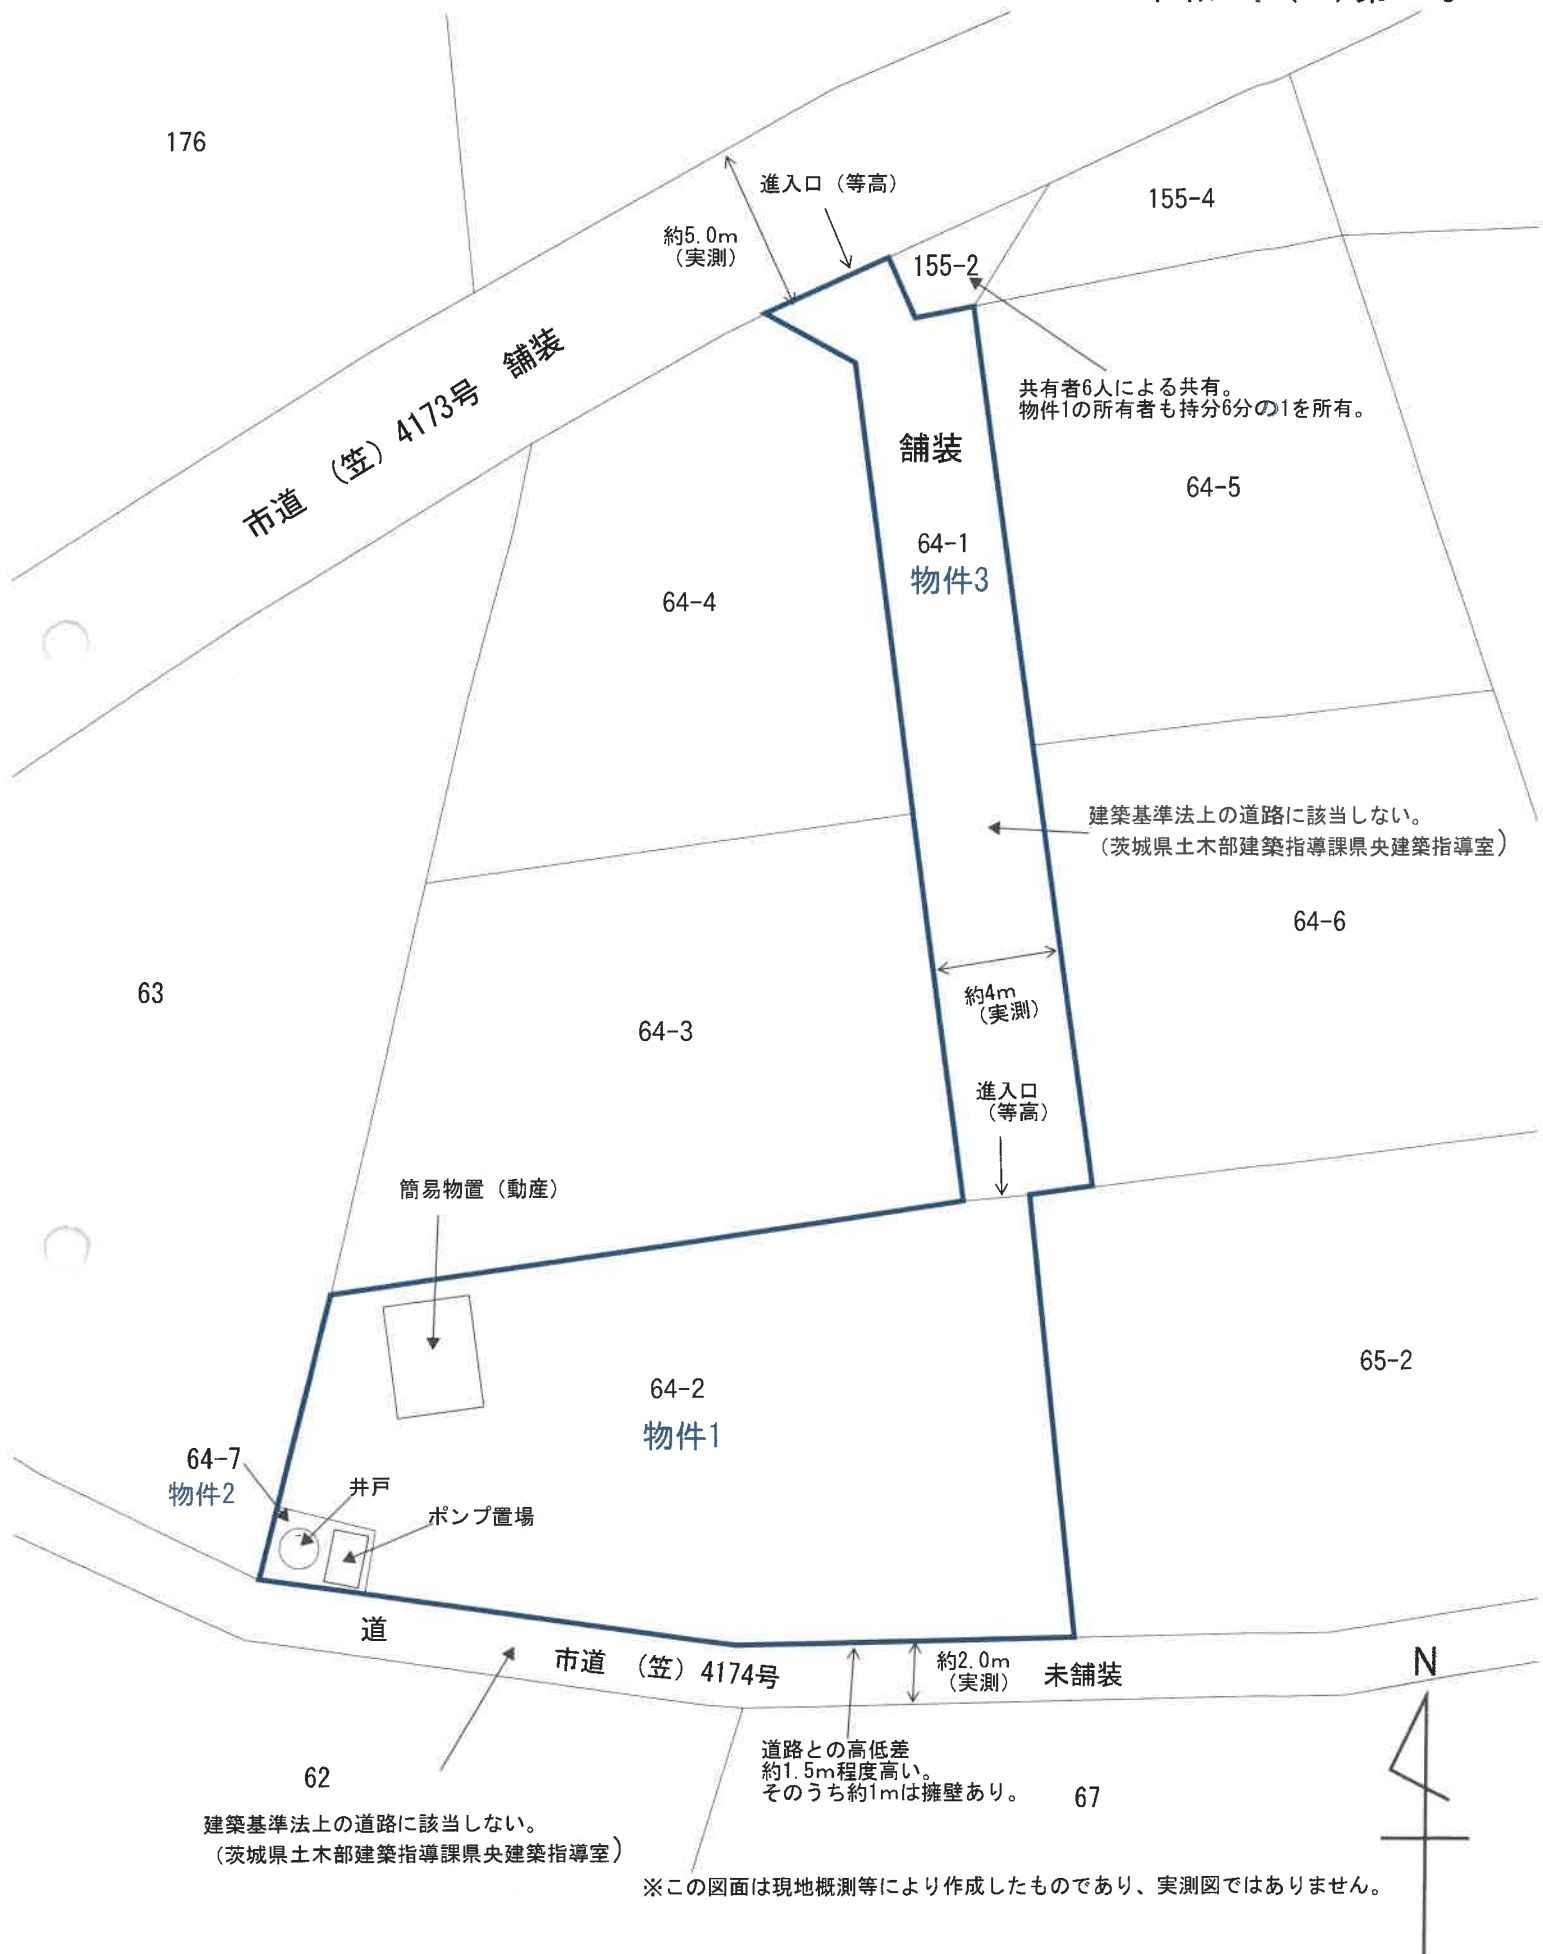 176
進入口（等高）
155-4
約5.0m
（実測）
155-2
市道　（笠）4173号　舗装
共有者6人による共有。
物件1の所有者も持分6分の1を所有。
舗装
64-5
64-1
物件3
64-4
建築基準法上の道路に該当しない。
（茨城県土木部建築指導課県央建築指導室）
64-6
63
約4m
（実測）
64-3
進入口
（等高）
簡易物置（動産）
65-2
64-2
物件1
64-7
物件2
井戸
ポンプ置場
道
市道　（笠）4174号
約2.0m
（実測）
未舗装
N
道路との高低差
約1.5m程度高い。
そのうち約1mは擁壁あり。
67
62
建築基準法上の道路に該当しない。
（茨城県土木部建築指導課県央建築指導室）
※この図面は現地概測等により作成したものであり、実測図ではありません。